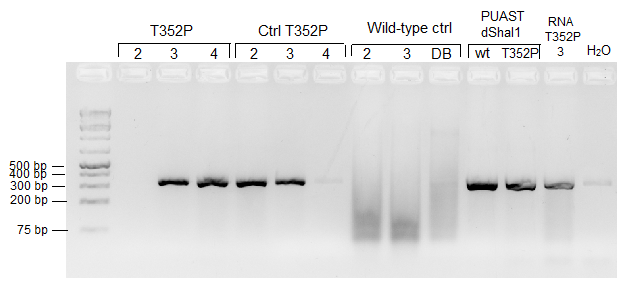 T352P Ctrl T352P Wild-type ctrl PUAST dShal1 RNA T352P
2 3 4 2 3 4 2 3 DB wt T352P 3 H₂O
500 bp
400 bp
300 bp
200 bp
75 bp